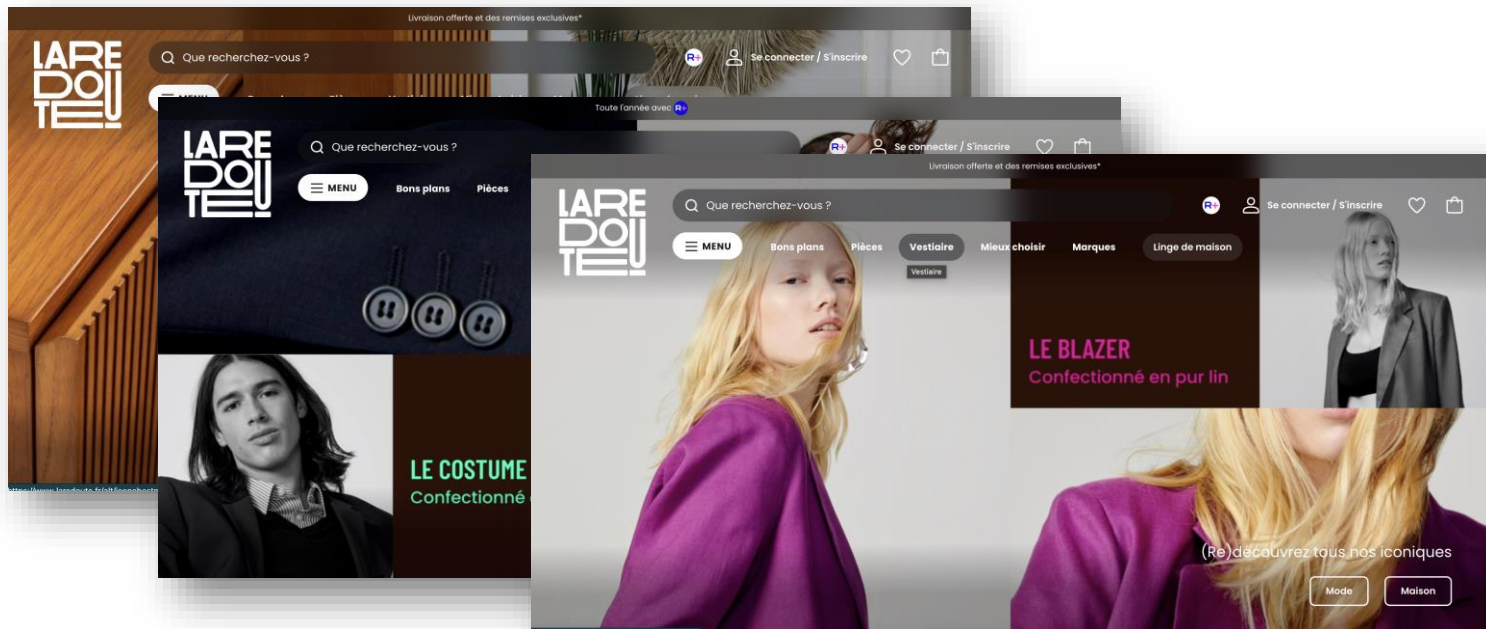 Livraison offerte et des remises exclusives*
LARE
DOU
TE
Que recherchez-vous ?
R+
Se connecter / S'inscrire
Toute l'année avec R+
LARE
DOU
TE
Que recherchez-vous ?
R+
Se connecter / S'inscrire
MENU
Bons plans
Pièces
LE COSTUME
Confectionné
Livraison offerte et des remises exclusives*
LARE
DOU
TE
Que recherchez-vous ?
R+
Se connecter / S'inscrire
MENU
Bons plans
Pièces
Vestiaire
Mieux choisir
Marques
Linge de maison
Vestiaire
LE BLAZER
Confectionné en pur lin
(Re)découvrez tous nos iconiques
Mode
Maison